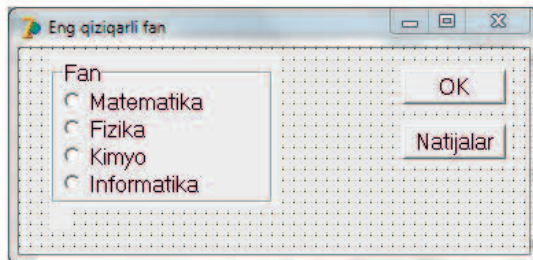 Eng qiziqarli fan
Fan
Matematika
Fizika
Kimyo
Informatika
OK
Natijalar